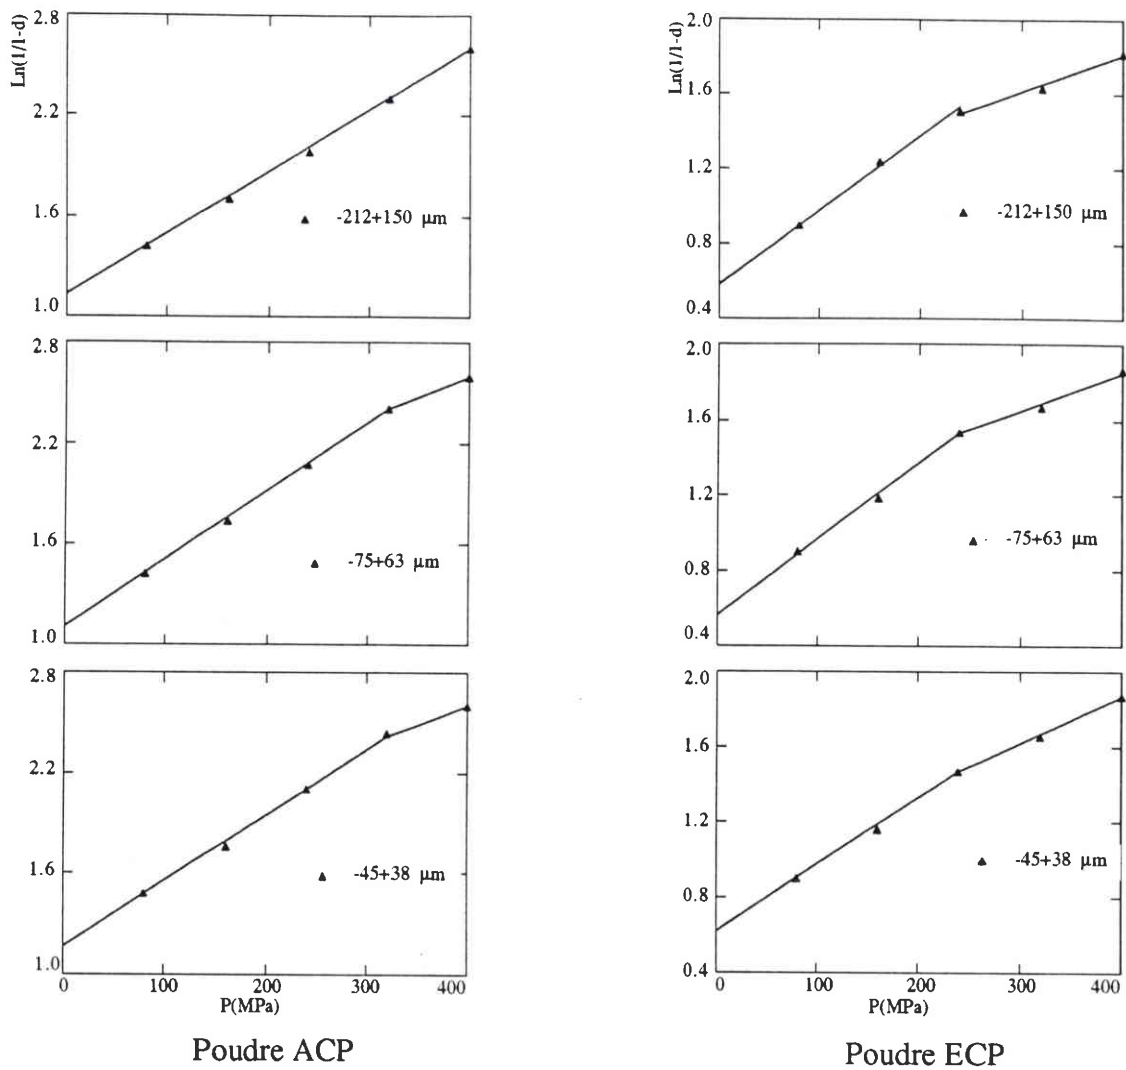 Ln(1/1-d)
2.8
2.2
1.6
1.0
-212+150 μm
Ln(1/1-d)
2.0
1.6
1.2
0.8
0.4
-212+150 μm
2.8
2.2
1.6
1.0
-75+63 μm
2.0
1.6
1.2
0.8
0.4
-75+63 μm
2.8
2.2
1.6
1.0
-45+38 μm
0 100 200 300 400
P(MPa)
Poudre ACP
2.0
1.6
1.2
0.8
0.4
-45+38 μm
0 100 200 300 400
P(MPa)
Poudre ECP